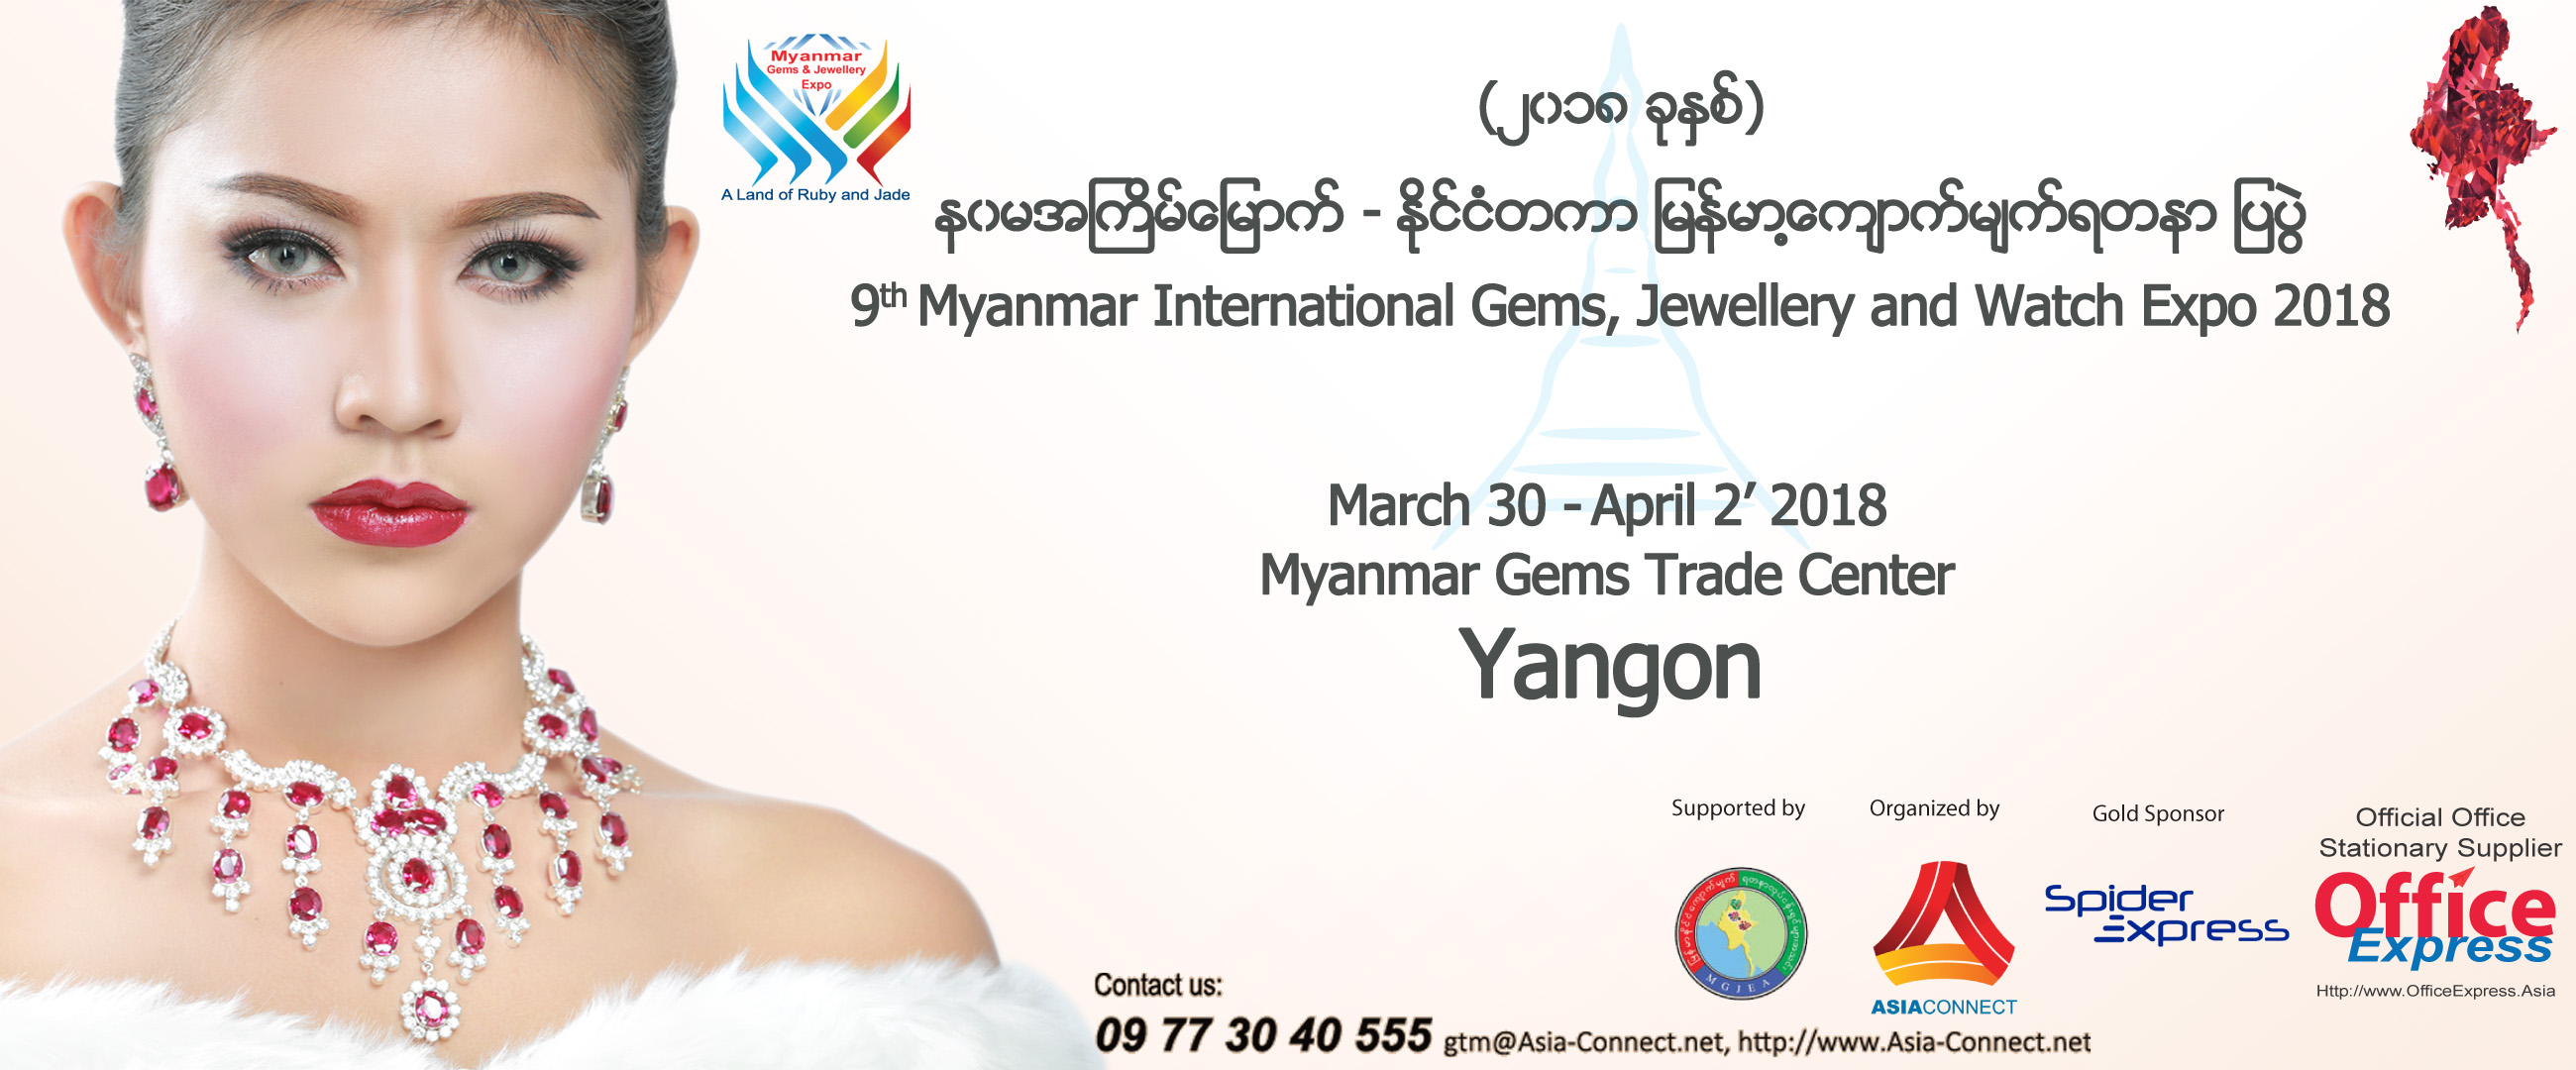 Myanmar
Gems & Jewellery
Expo
A Land of Ruby and Jade
(၂၀၁၈ ခုနှစ်)
န၀မအကြိမ်မြောက် - နိုင်ငံတကာ မြန်မာ့ကျောက်မျက်ရတနာ ပြပွဲ
9th Myanmar International Gems, Jewellery and Watch Expo 2018
March 30 - April 2’ 2018
Myanmar Gems Trade Center
Yangon
Supported by
MGJEA
Organized by
ASIACONNECT
Gold Sponsor
Spider
Express
Official Office
Stationary Supplier
Office
Express
Http://www.OfficeExpress.Asia
Contact us:
09 77 30 40 555 gtm@Asia-Connect.net, http://www.Asia-Connect.net